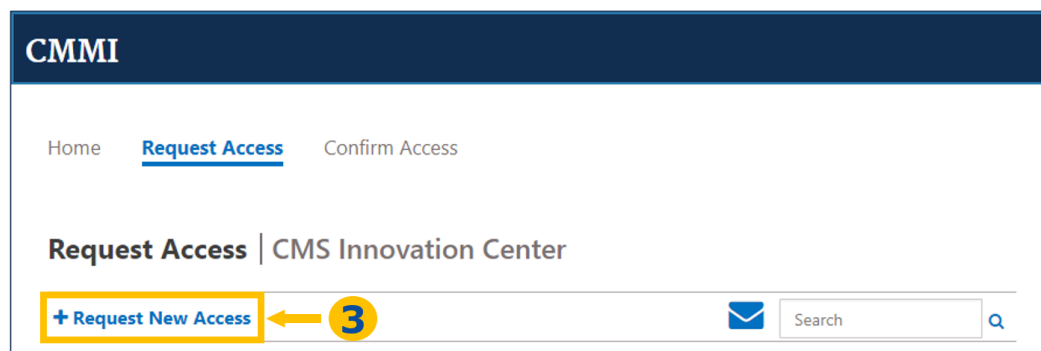 CMMI
Home Request Access Confirm Access
Request Access | CMS Innovation Center
+ Request New Access 3 Search